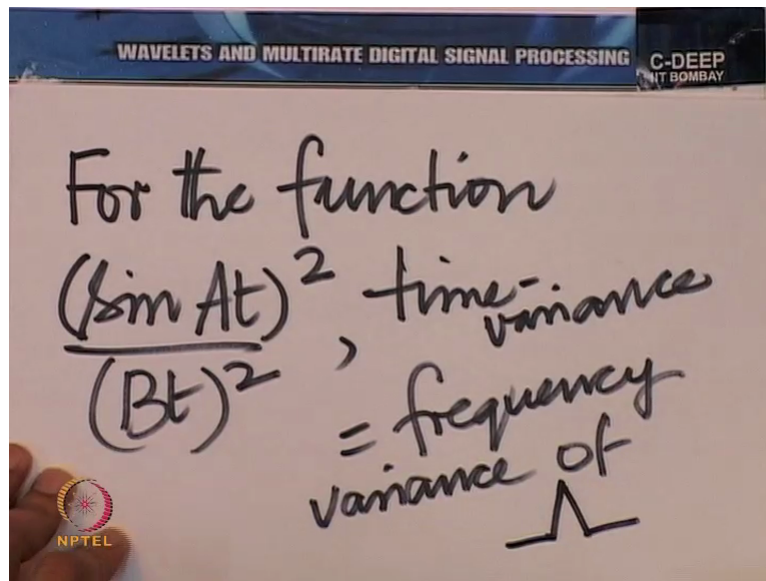 WAVELETS AND MULTIRATE DIGITAL SIGNAL PROCESSING
C-DEEP
IIT BOMBAY
For the function
(sin At)², time-
variance
(Bt)²
= frequency
variance of
NPTEL